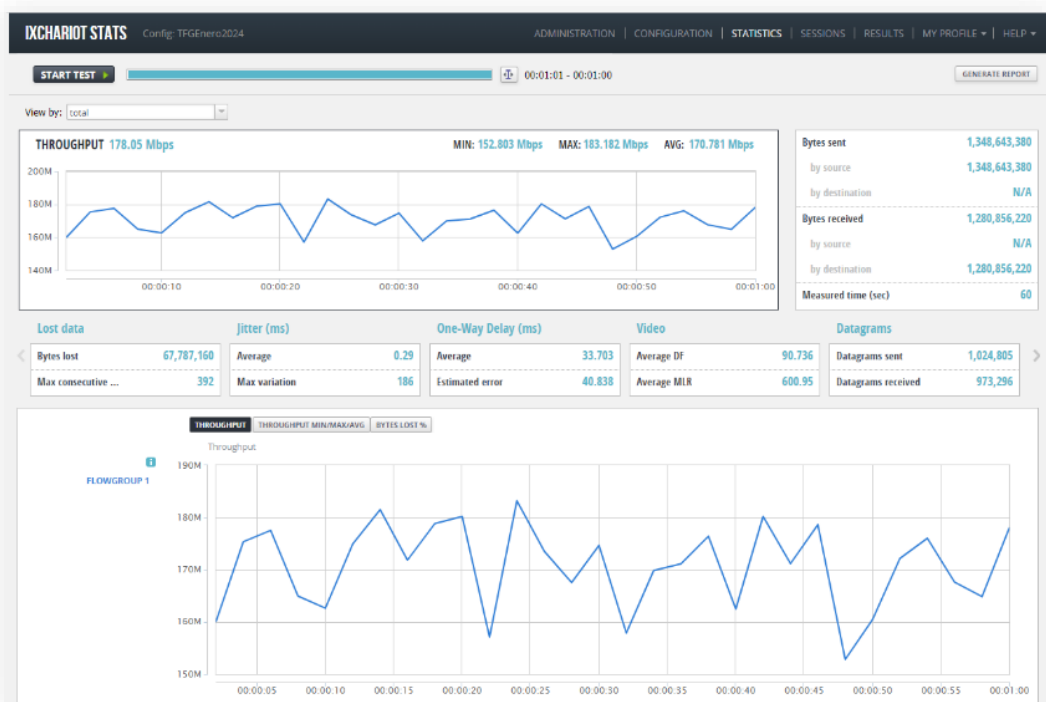 IXCHARIOT STATS Config: TFGEnero2024 ADMINISTRATION | CONFIGURATION | STATISTICS | SESSIONS | RESULTS | MY PROFILE | HELP
START TEST 00:01:01 - 00:01:00 GENERATE REPORT
View by: total
THROUGHPUT 178.05 Mbps MIN: 152.803 Mbps MAX: 183.182 Mbps AVG: 170.781 Mbps
200M
180M
160M
140M
00:00:10 00:00:20 00:00:30 00:00:40 00:00:50 00:01:00
Bytes sent 1,348,643,380
by source 1,348,643,380
by destination N/A
Bytes received 1,280,856,220
by source N/A
by destination 1,280,856,220
Measured time (sec) 60
Lost data Jitter (ms) One-Way Delay (ms) Video Datagrams
Bytes lost 67,787,160 Average 0.29 Average 33.703 Average DF 90.736 Datagrams sent 1,024,805
Max consecutive ... 392 Max variation 186 Estimated error 40.838 Average MLR 600.95 Datagrams received 973,296
THROUGHPUT THROUGHPUT MIN/MAX/AVG BYTES LOST %
Throughput
FLOWGROUP 1
190M
180M
170M
160M
150M
00:00:05 00:00:10 00:00:15 00:00:20 00:00:25 00:00:30 00:00:35 00:00:40 00:00:45 00:00:50 00:00:55 00:01:00